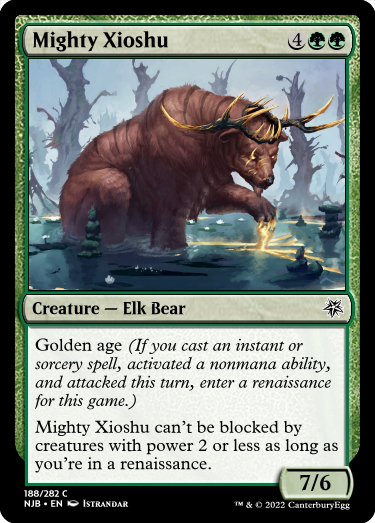 Mighty Xioshu 4
Creature — Elk Bear
Golden age (If you cast an instant or
sorcery spell, activated a nonmana ability,
and attacked this turn, enter a renaissance
for this game.)
Mighty Xioshu can't be blocked by
creatures with power 2 or less as long as
you're in a renaissance.
7/6
188/282 C
NJB • EN Istrandar
™ & © 2022 CanterburyEgg